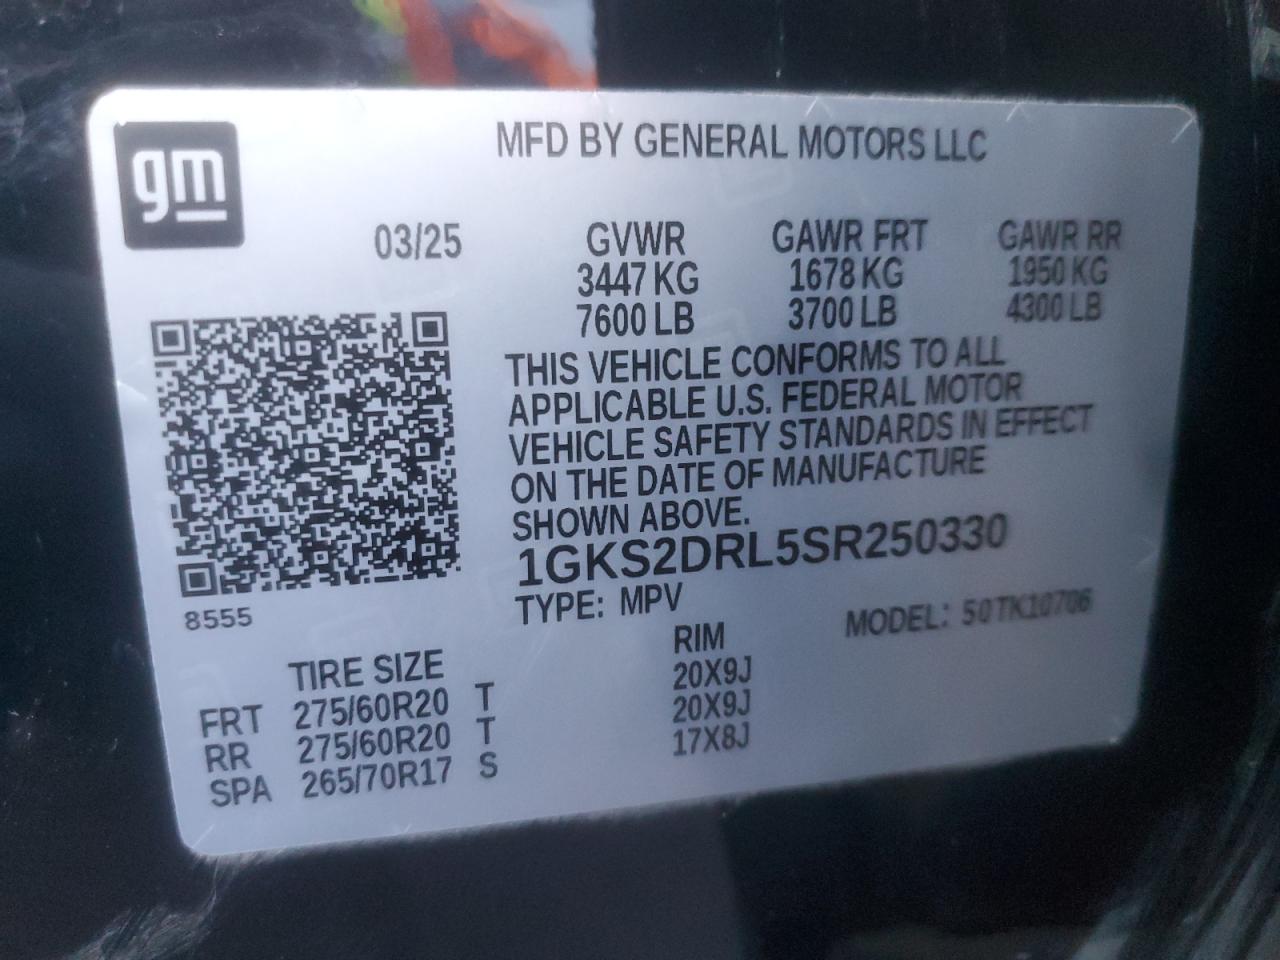 gm
MFD BY GENERAL MOTORS LLC
03/25 GVWR GAWR FRT GAWR RR
3447 KG 1678 KG 1950 KG
7600 LB 3700 LB 4300 LB
THIS VEHICLE CONFORMS TO ALL
APPLICABLE U.S. FEDERAL MOTOR
VEHICLE SAFETY STANDARDS IN EFFECT
ON THE DATE OF MANUFACTURE
SHOWN ABOVE.
1GKS2DRL5SR250330
8555
TYPE: MPV MODEL: 50TK10706
TIRE SIZE RIM
FRT 275/60R20 T 20X9J
RR 275/60R20 T 20X9J
SPA 265/70R17 S 17X8J